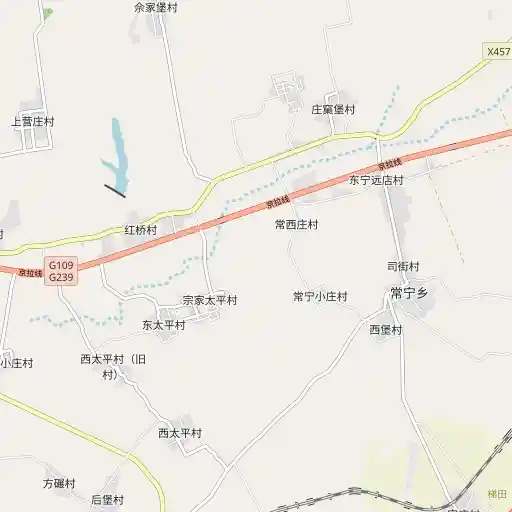 佘家堡村
X457
庄窠堡村
上营庄村
京拉线
东宁远店村
常西庄村
京拉线
红桥村
村
G109
G239
京拉线
司街村
常宁乡
常宁小庄村
宗家太平村
东太平村
西堡村
小庄村
西太平村（旧
村）
西太平村
方碾村
后堡村
梯田